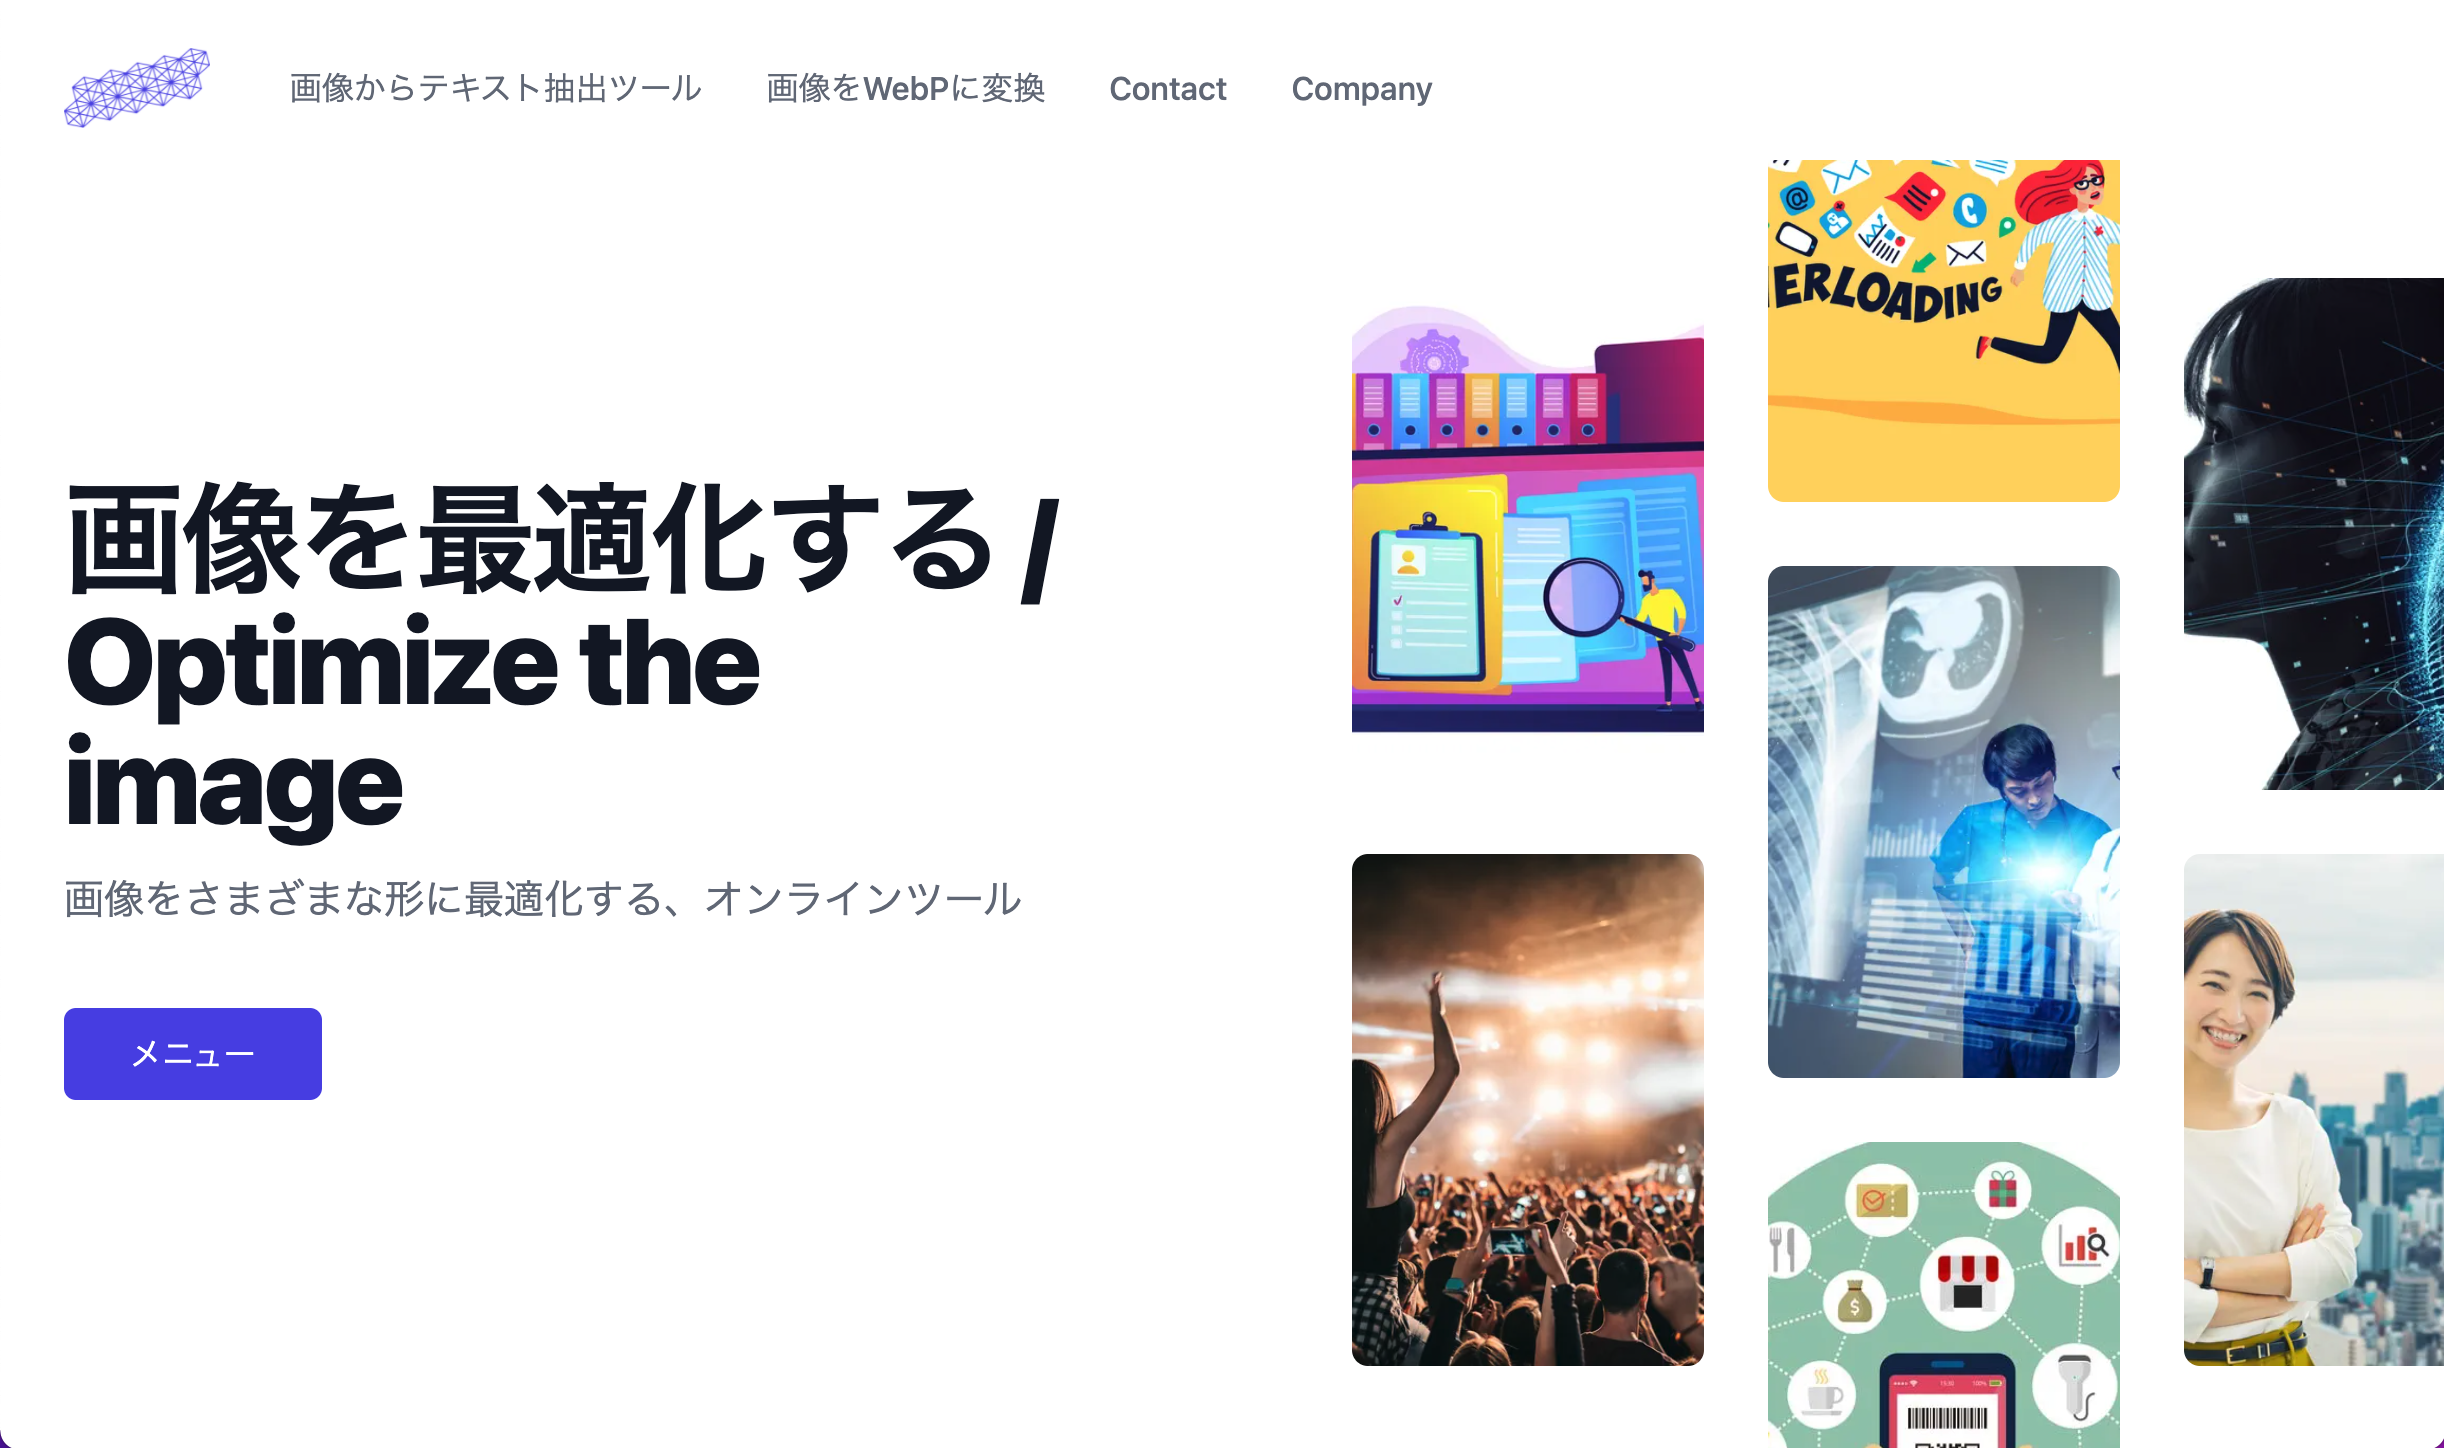 画像からテキスト抽出ツール
画像をWebPに変換
Contact
Company
ERLOADING
画像を最適化する /
Optimize the
image
画像をさまざまな形に最適化する、オンラインツール
メニュー